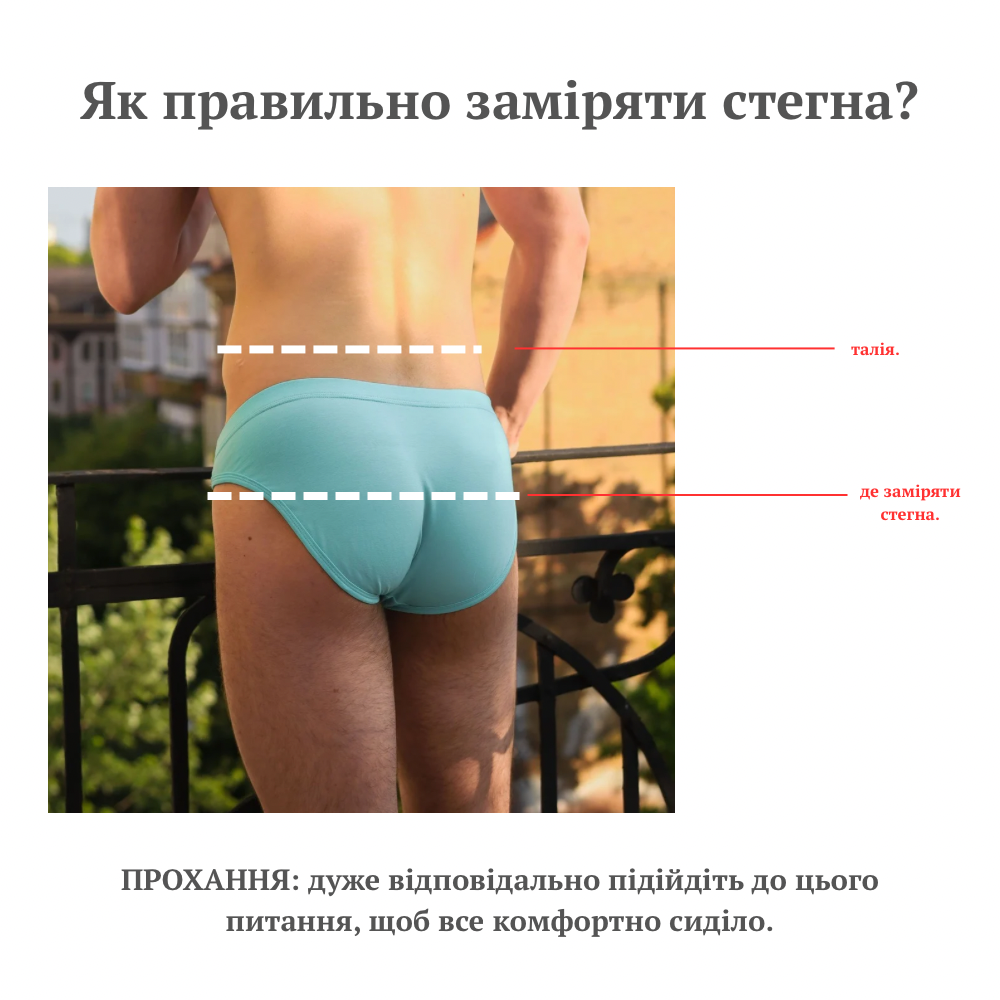 Як правильно заміряти стегна?
талія.
де заміряти
стегна.
ПРОХАННЯ: дуже відповідально підійдіть до цього
питання, щоб все комфортно сиділо.